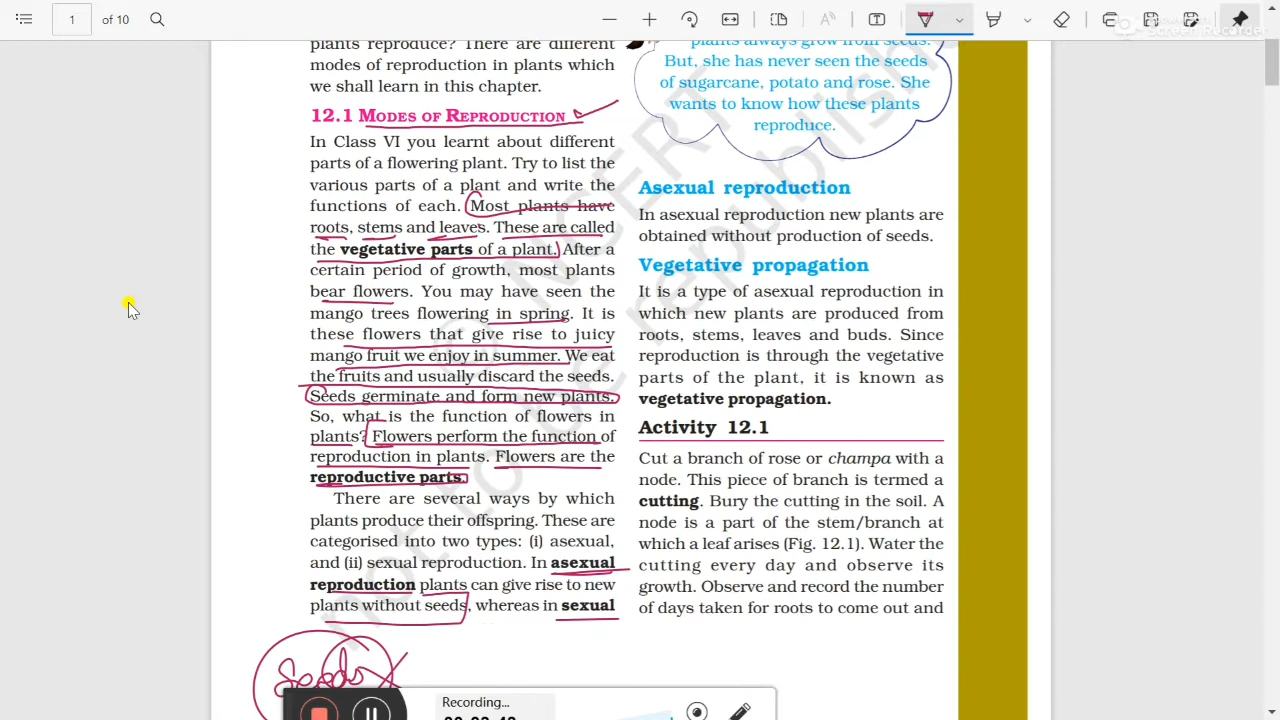 1 of 10
plants reproduce? There are different
modes of reproduction in plants which
we shall learn in this chapter.
12.1 MODES OF REPRODUCTION
In Class VI you learnt about different
parts of a flowering plant. Try to list the
various parts of a plant and write the
functions of each. Most plants have
roots, stems and leaves. These are called
the vegetative parts of a plant. After a
certain period of growth, most plants
bear flowers. You may have seen the
mango trees flowering in spring. It is
these flowers that give rise to juicy
mango fruit we enjoy in summer. We eat
the fruits and usually discard the seeds.
Seeds germinate and form new plants.
So, what is the function of flowers in
plants? Flowers perform the function of
reproduction in plants. Flowers are the
reproductive parts.
There are several ways by which
plants produce their offspring. These are
categorised into two types: (i) asexual,
and (ii) sexual reproduction. In asexual
reproduction plants can give rise to new
plants without seeds, whereas in sexual
Seeds
plants always grow from seeds.
But, she has never seen the seeds
of sugarcane, potato and rose. She
wants to know how these plants
reproduce.
Asexual reproduction
In asexual reproduction new plants are
obtained without production of seeds.
Vegetative propagation
It is a type of asexual reproduction in
which new plants are produced from
roots, stems, leaves and buds. Since
reproduction is through the vegetative
parts of the plant, it is known as
vegetative propagation.
Activity 12.1
Cut a branch of rose or champa with a
node. This piece of branch is termed a
cutting. Bury the cutting in the soil. A
node is a part of the stem/branch at
which a leaf arises (Fig. 12.1). Water the
cutting every day and observe its
growth. Observe and record the number
of days taken for roots to come out and
© NCERT
not to be republishe
Recording...
Screen Recorder